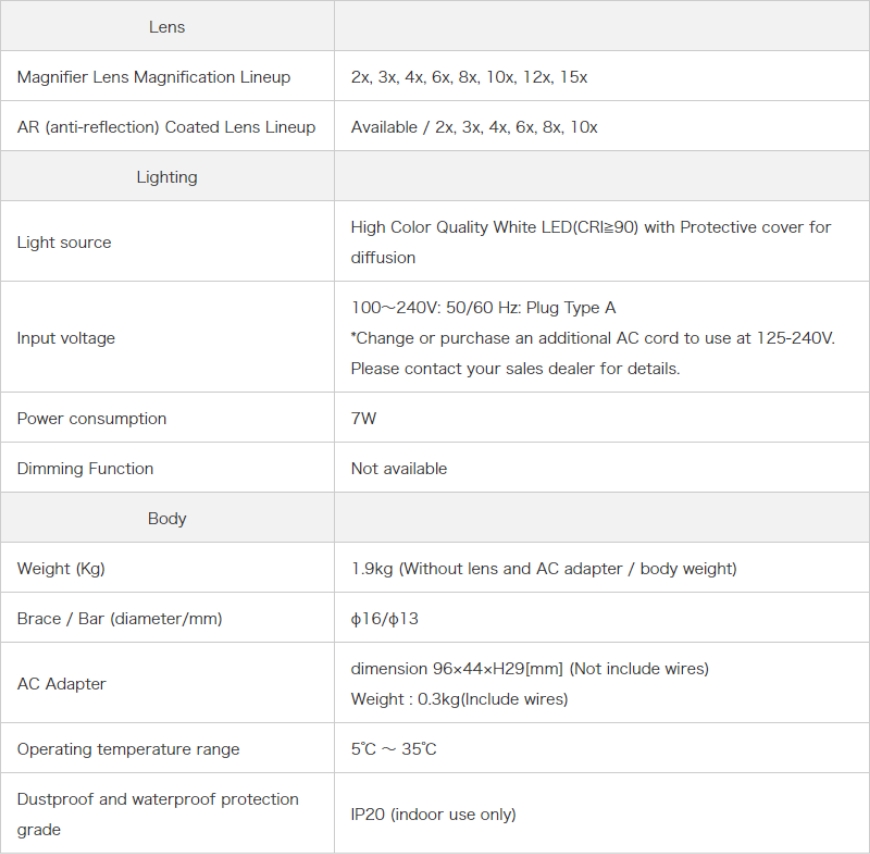 Lens
Magnifier Lens Magnification Lineup
2x, 3x, 4x, 6x, 8x, 10x, 12x, 15x
AR (anti-reflection) Coated Lens Lineup
Available / 2x, 3x, 4x, 6x, 8x, 10x
Lighting
Light source
High Color Quality White LED(CRI≧90) with Protective cover for
diffusion
Input voltage
100～240V: 50/60 Hz: Plug Type A
*Change or purchase an additional AC cord to use at 125-240V.
Please contact your sales dealer for details.
Power consumption
7W
Dimming Function
Not available
Body
Weight (Kg)
1.9kg (Without lens and AC adapter / body weight)
Brace / Bar (diameter/mm)
φ16/φ13
AC Adapter
dimension 96×44×H29[mm] (Not include wires)
Weight : 0.3kg(Include wires)
Operating temperature range
5℃ ～ 35℃
Dustproof and waterproof protection
grade
IP20 (indoor use only)